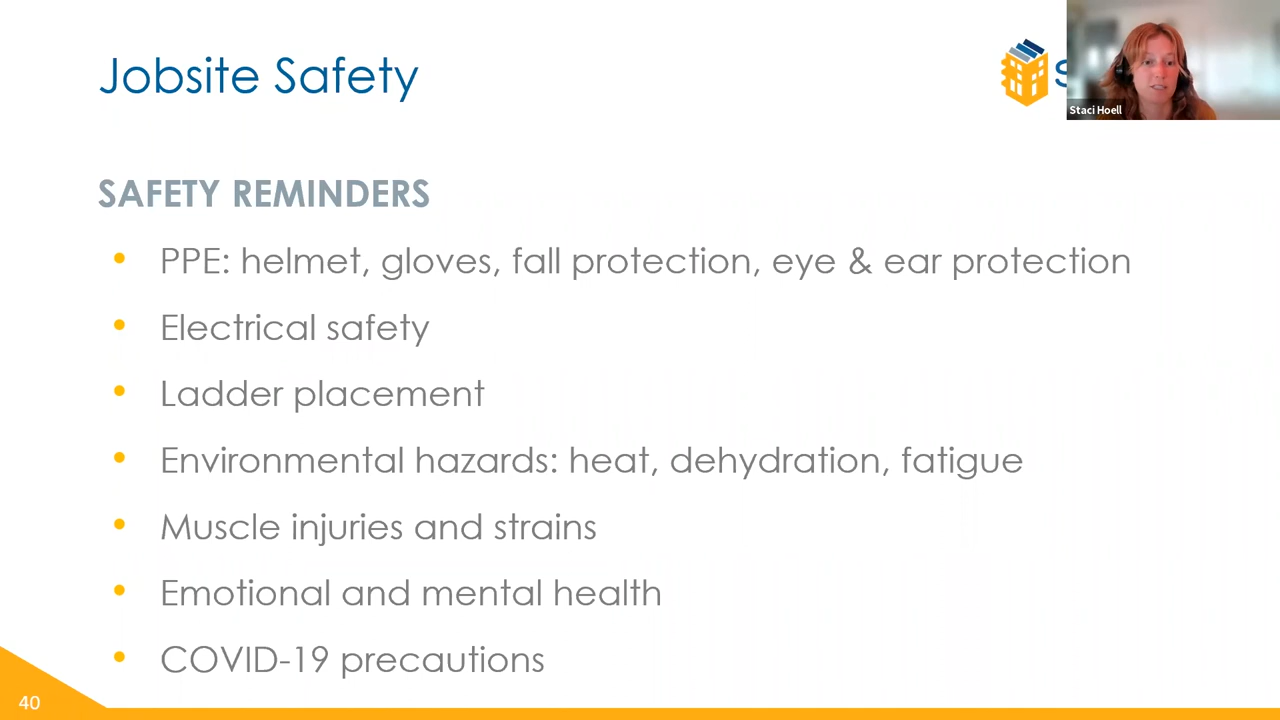 Jobsite Safety
Staci Hoell
SAFETY REMINDERS
• PPE: helmet, gloves, fall protection, eye & ear protection
• Electrical safety
• Ladder placement
• Environmental hazards: heat, dehydration, fatigue
• Muscle injuries and strains
• Emotional and mental health
• COVID-19 precautions
40